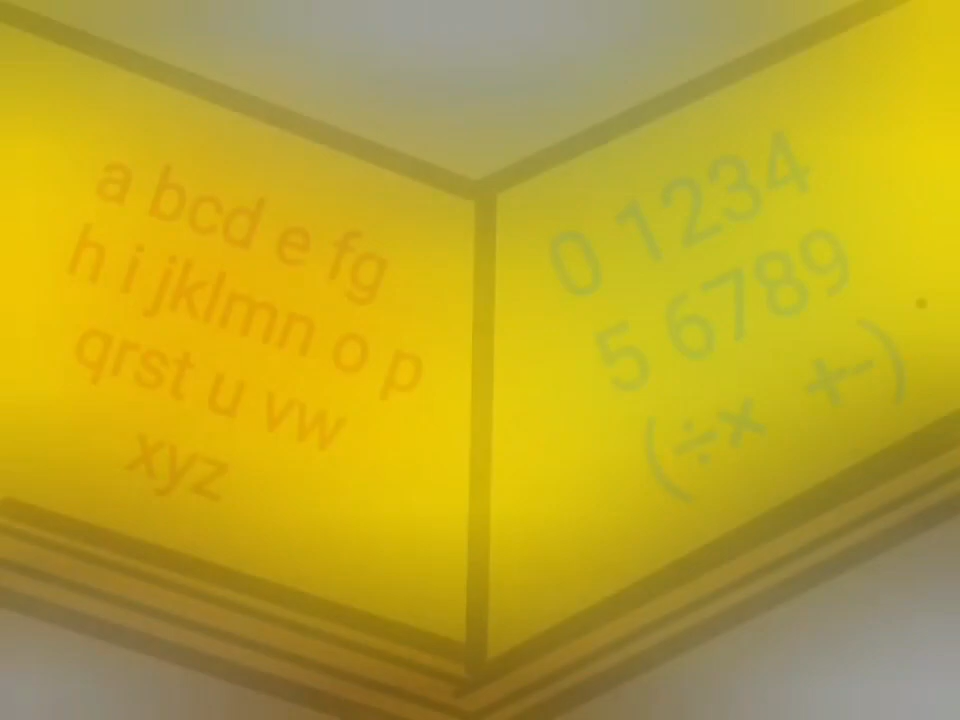 a bcd e fg
h i jklmn o p
qrst u vw
xyz
0 1234
5 6789
(÷× +-)